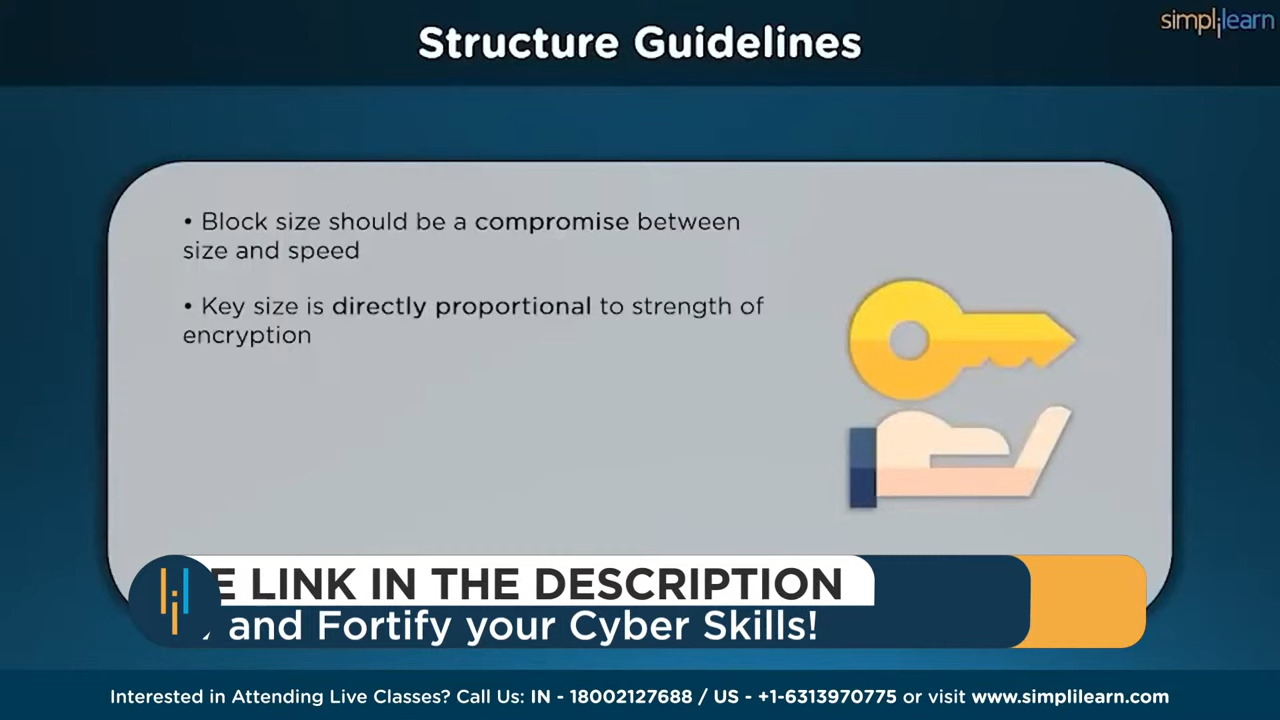 Structure Guidelines
simplilearn
• Block size should be a compromise between
size and speed
• Key size is directly proportional to strength of
encryption
E LINK IN THE DESCRIPTION
and Fortify your Cyber Skills!
Interested in Attending Live Classes? Call Us: IN - 18002127688 / US - +1-6313970775 or visit www.simplilearn.com